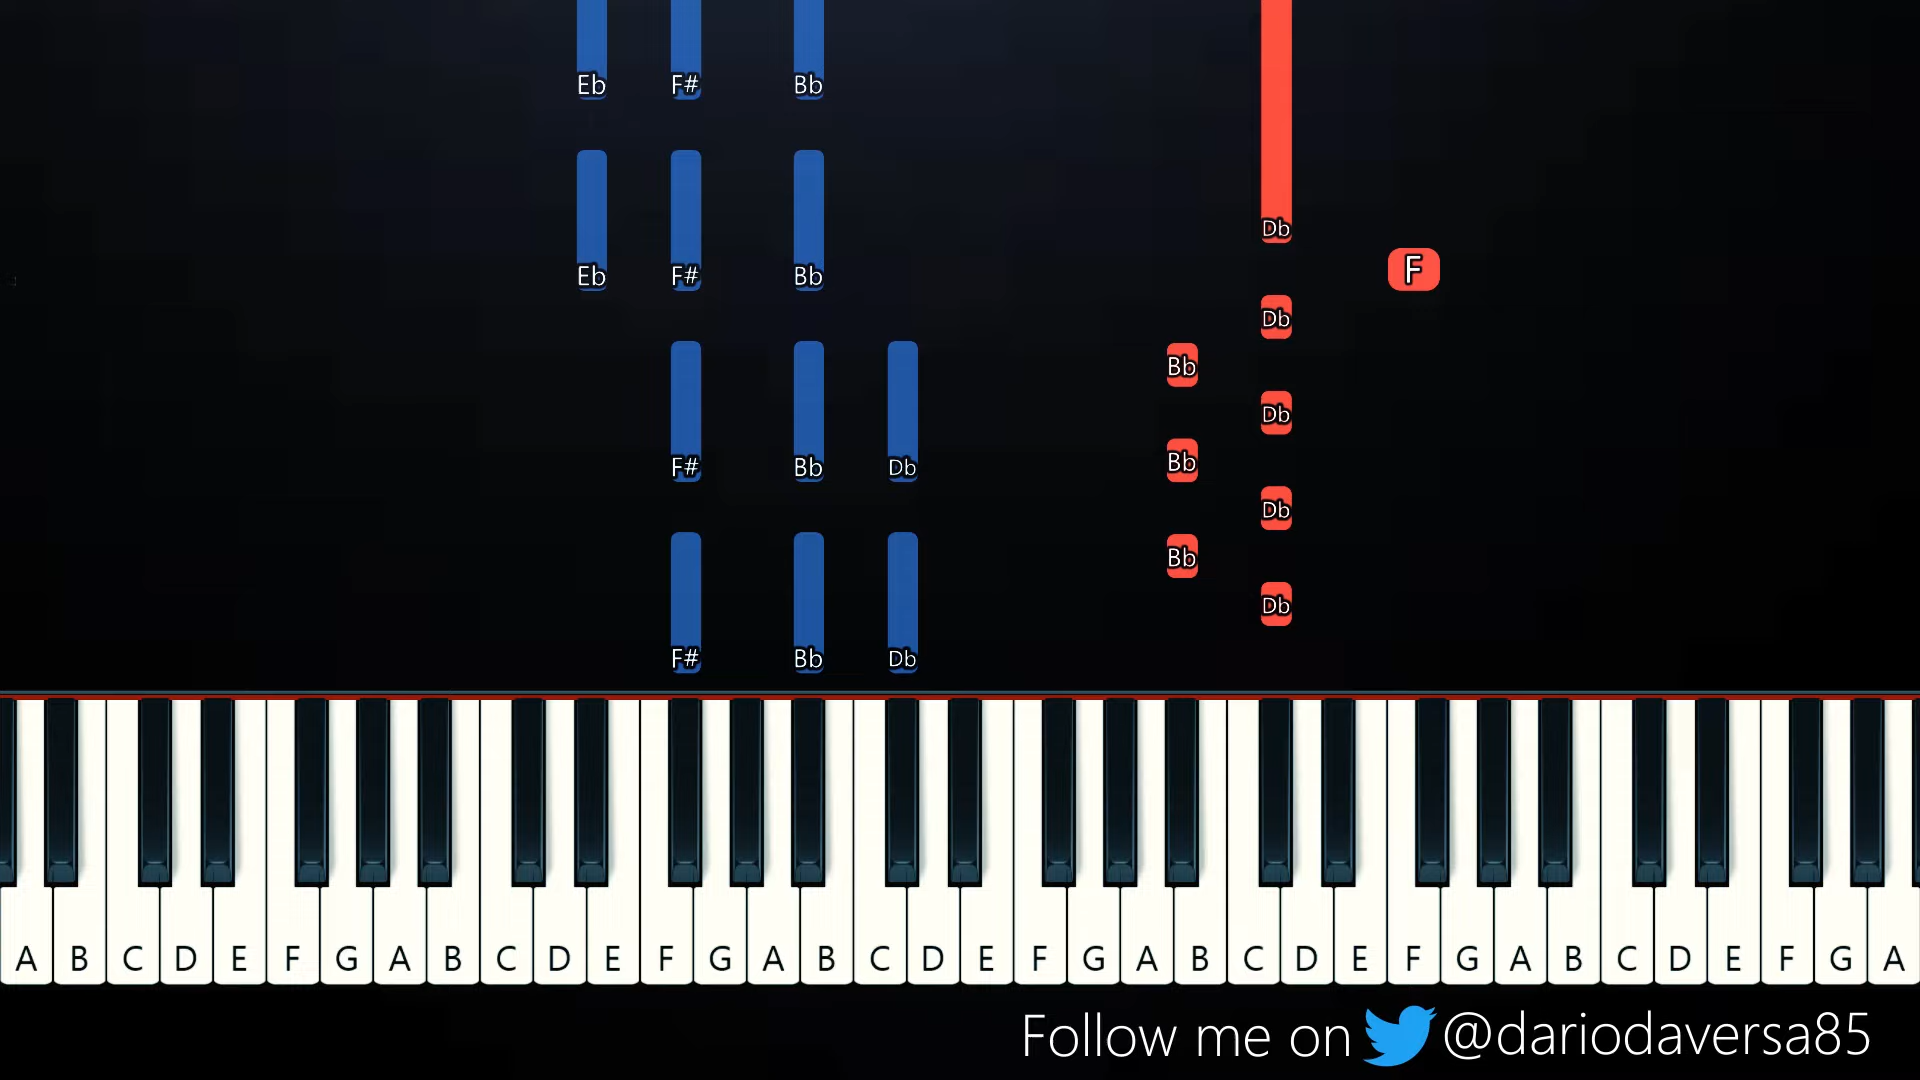 Eb F# Bb
Db
Eb F# Bb F
Db
Bb
Db
F# Bb Db Bb
Db
Bb
Db
F# Bb Db
A B C D E F G A B C D E F G A B C D E F G A B C D E F G A B C D E F G A
Follow me on @dariodaversa85